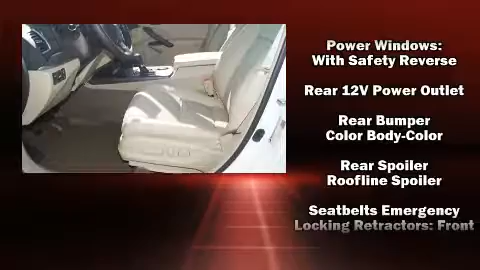 Power Windows:
With Safety Reverse
Rear 12V Power Outlet
Rear Bumper
Color Body-Color
Rear Spoiler
Roofline Spoiler
Seatbelts Emergency
Locking Retractors: Front